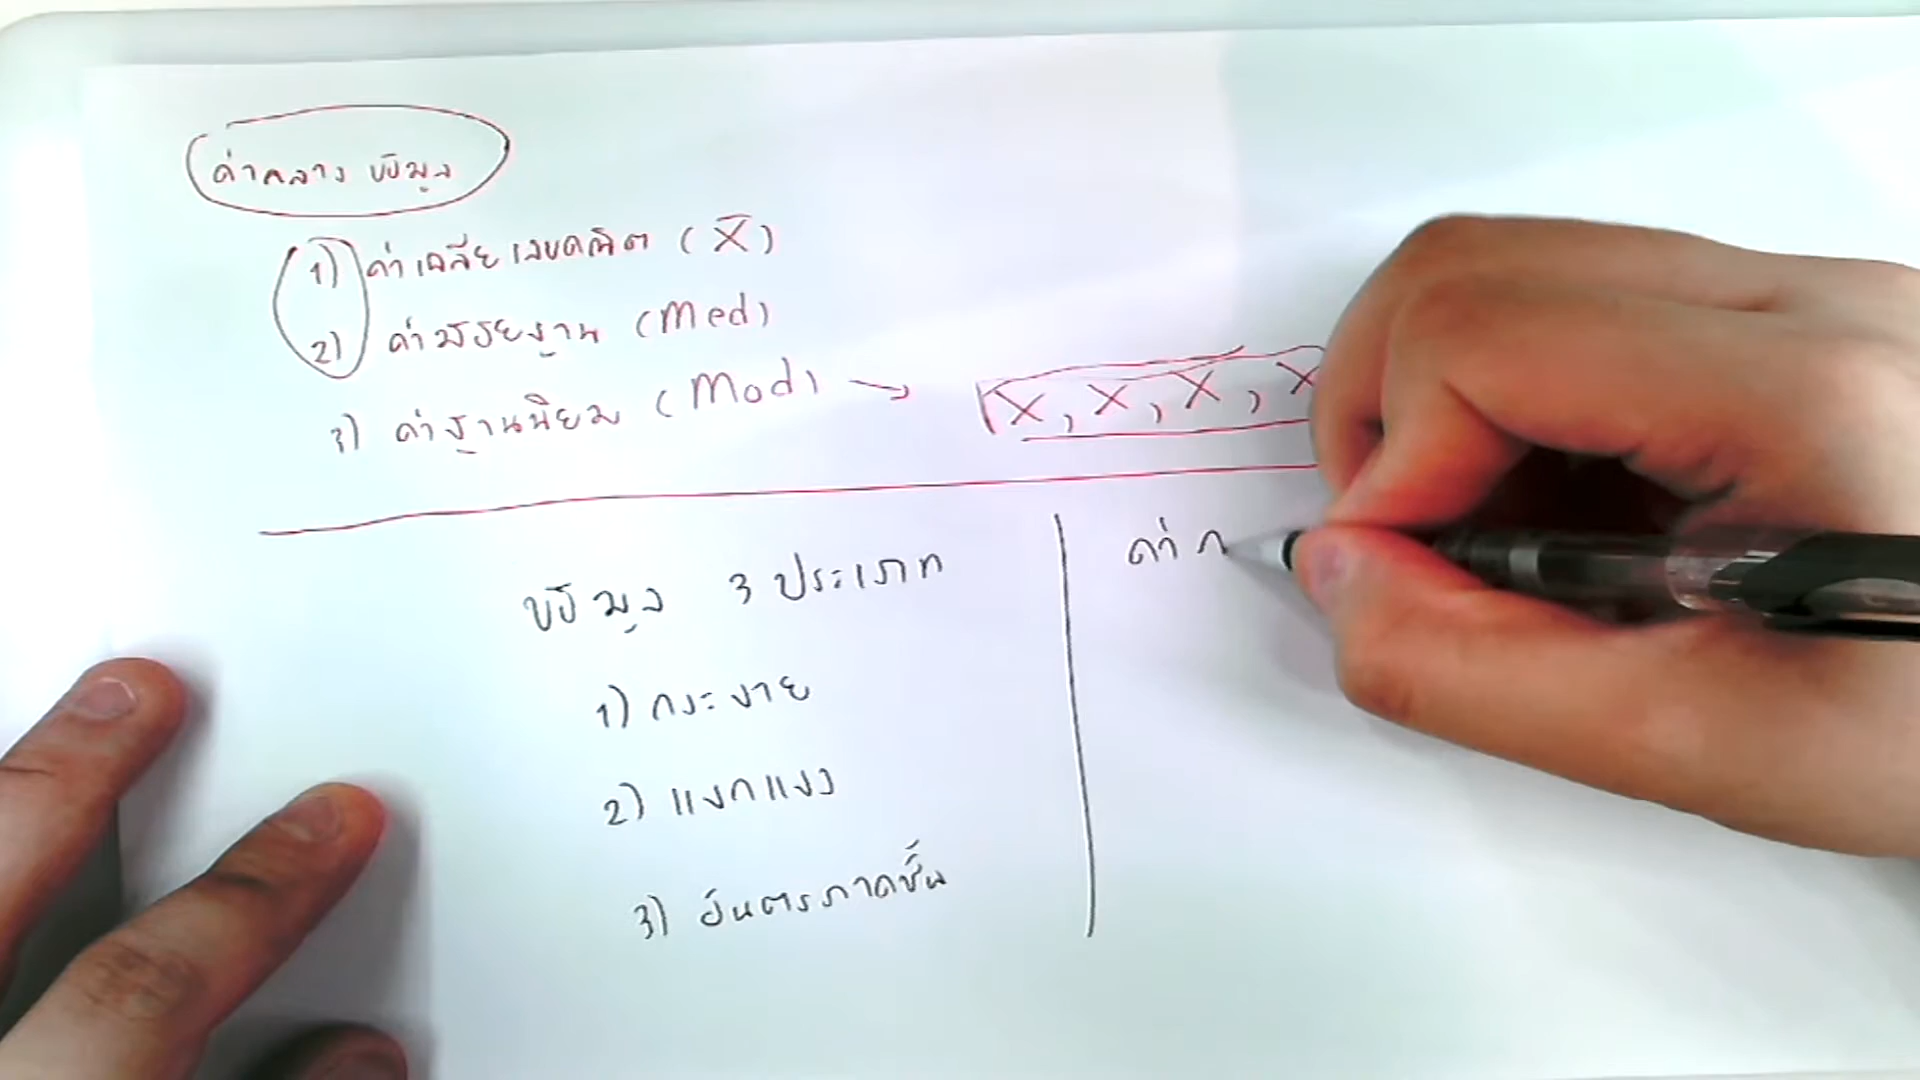 ค่ากลาง ข้อมูล
1) ค่าเฉลี่ยเลขคณิต (X̄)
2) ค่ามัธยฐาน (Med)
3) ค่าฐานนิยม (Mod) → X, X, X, X
ข้อมูล 3 ประเภท
1) กระจาย
2) แจกแจง
3) อันตรภาคชั้น
ค่า ก